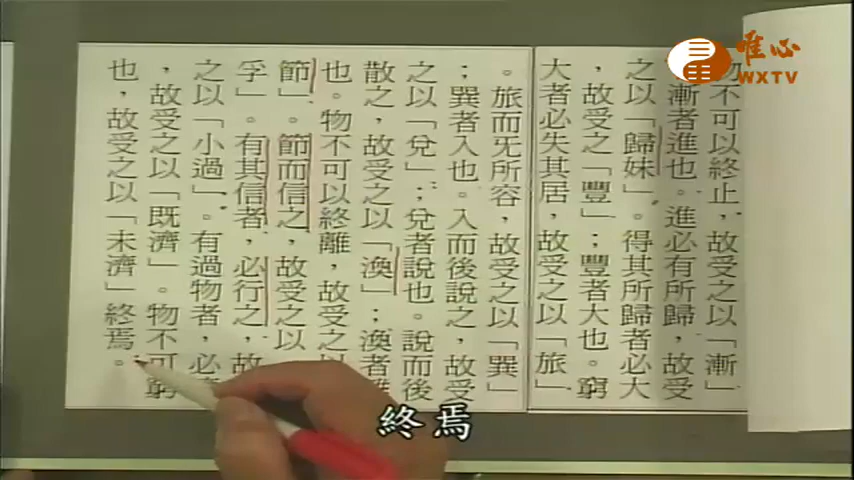 唯心
WXTV
物不可以終止,故受之以「漸」
漸者進也。進必有所歸,故受
之以「歸妹」。得其所歸者必大
,故受之「豐」;豐者大也。窮
大者必失其居,故受之以「旅」
。旅而旡所容,故受之以「巽」
;巽者入也。入而後說之,故受
之以「兌」;兌者說也。說而後
散之,故受之以「渙」;渙者離
也。物不可以終離,故受之以
節」。節而信之,故受之以
孚」。有其信者,必行之,故
之以「小過」。有過物者,必
,故受之以「既濟」。物不可窮
也,故受之以「未濟」終焉。
終焉